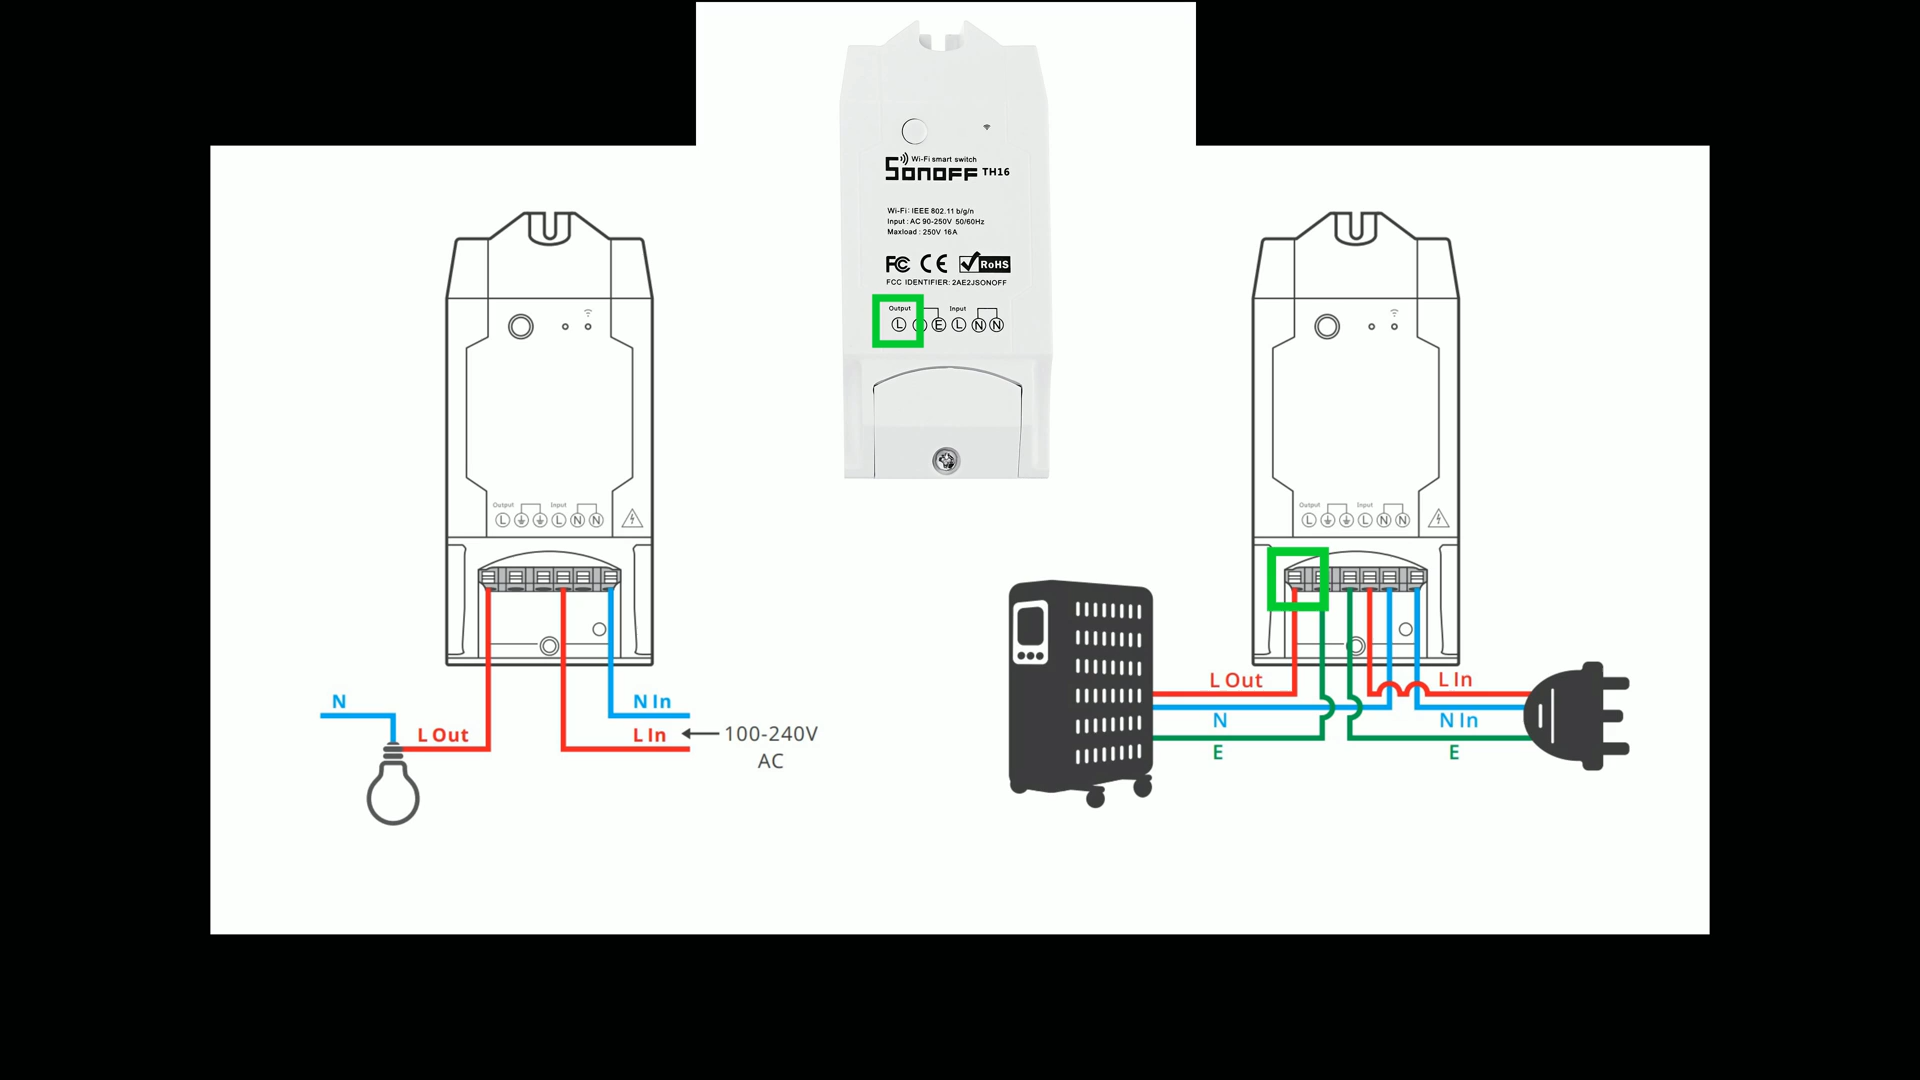 Wi-Fi smart switch
SONOFF TH16
Wi-Fi: IEEE 802.11 b/g/n
Input : AC 90-250V 50/60Hz
Maxload : 250V 16A
FC CE RoHS
FCC IDENTIFIER: 2AE2JSONOFF
Output Input
L E L N N
Output Input
L L N N
N
L Out
N In
L In
100-240V
AC
Output Input
L L N N
L Out
N
E
L In
N In
E